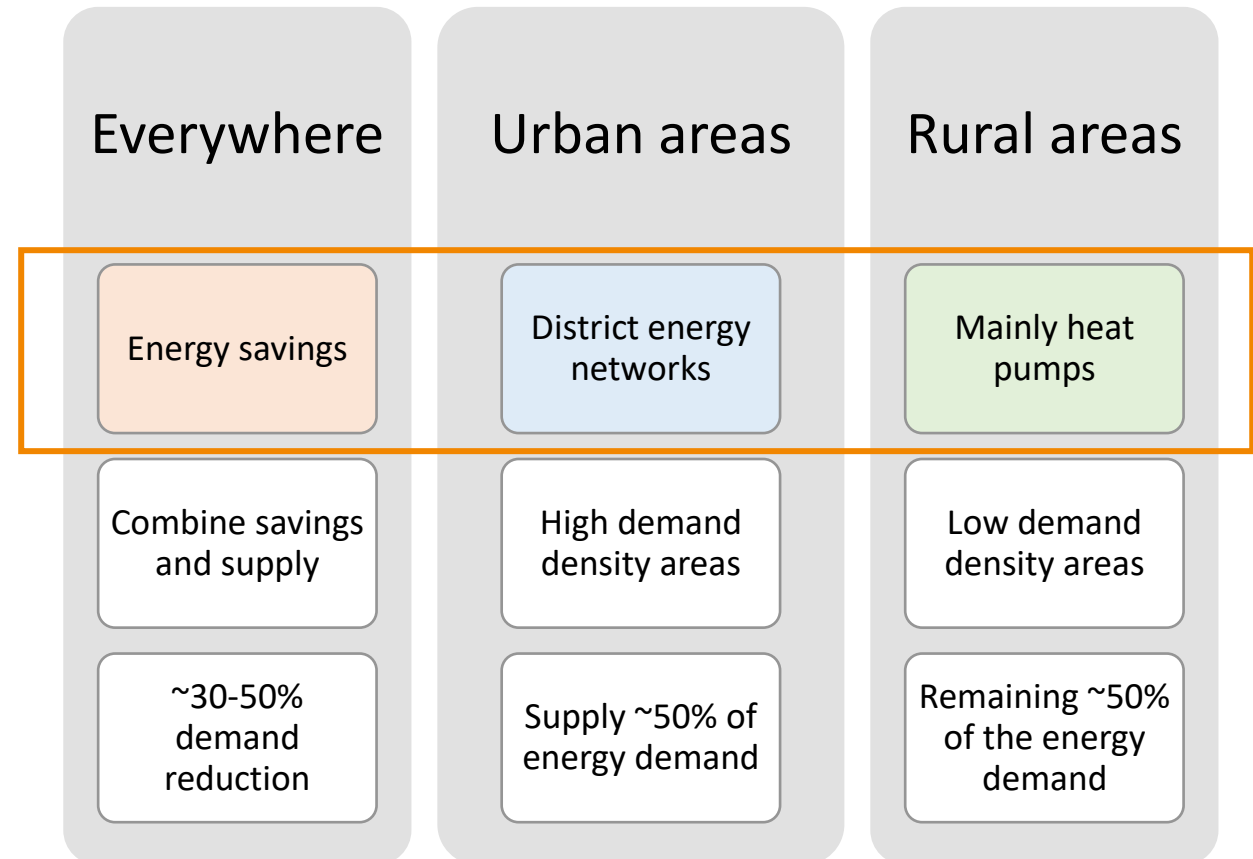 Everywhere
Energy savings
Combine savings
and supply
~30-50%
demand
reduction
Urban areas
District energy
networks
High demand
density areas
Supply ~50% of
energy demand
Rural areas
Mainly heat
pumps
Low demand
density areas
Remaining ~50%
of the energy
demand